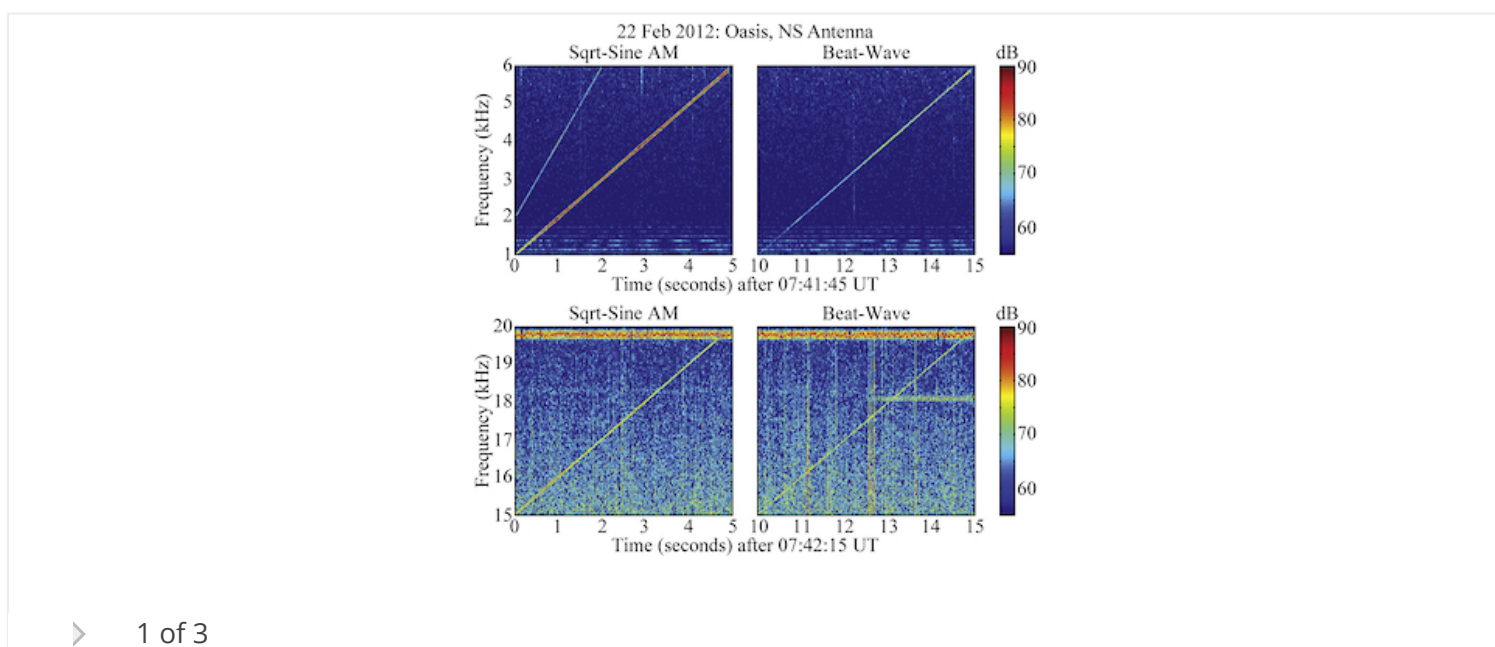 22 Feb 2012: Oasis, NS Antenna
Sqrt-Sine AM Beat-Wave dB
6 90
5
80
4
Frequency (kHz)
3 70
2
60
1
0 1 2 3 4 5 10 11 12 13 14 15
Time (seconds) after 07:41:45 UT
Sqrt-Sine AM Beat-Wave dB
20 90
19
80
18
Frequency (kHz)
17 70
16
60
15
0 1 2 3 4 5 10 11 12 13 14 15
Time (seconds) after 07:42:15 UT
1 of 3